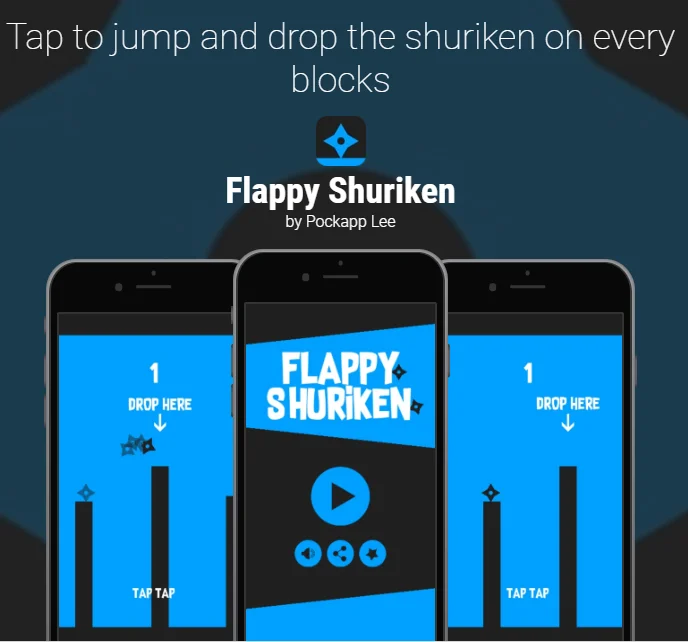 Tap to jump and drop the shuriken on every
blocks
Flappy Shuriken
by Pockapp Lee
1
DROP HERE
TAP TAP
FLAPPY
SHURiKEN
1
DROP HERE
TAP TAP